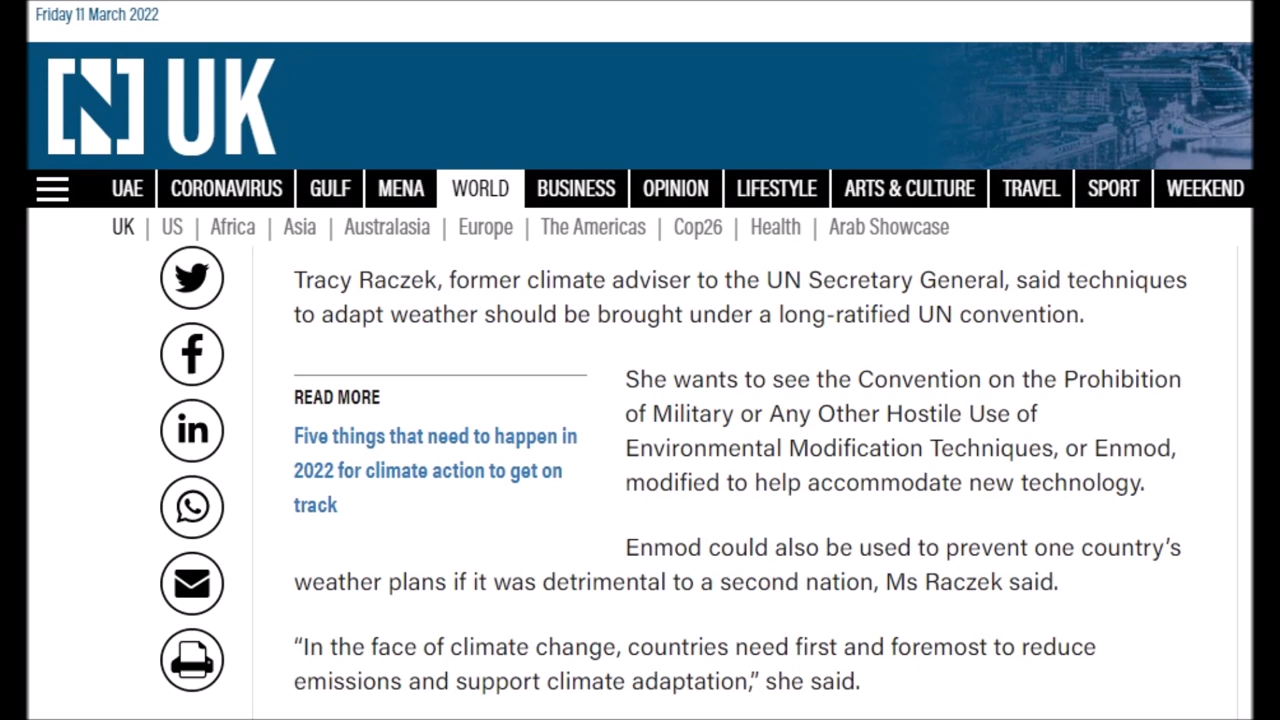 Friday 11 March 2022
[N] UK
UAE CORONAVIRUS GULF MENA WORLD BUSINESS OPINION LIFESTYLE ARTS & CULTURE TRAVEL SPORT WEEKEND
UK | US | Africa | Asia | Australasia | Europe | The Americas | Cop26 | Health | Arab Showcase
Tracy Raczek, former climate adviser to the UN Secretary General, said techniques
to adapt weather should be brought under a long-ratified UN convention.
READ MORE
Five things that need to happen in
2022 for climate action to get on
track
She wants to see the Convention on the Prohibition
of Military or Any Other Hostile Use of
Environmental Modification Techniques, or Enmod,
modified to help accommodate new technology.
Enmod could also be used to prevent one country’s
weather plans if it was detrimental to a second nation, Ms Raczek said.
“In the face of climate change, countries need first and foremost to reduce
emissions and support climate adaptation,” she said.